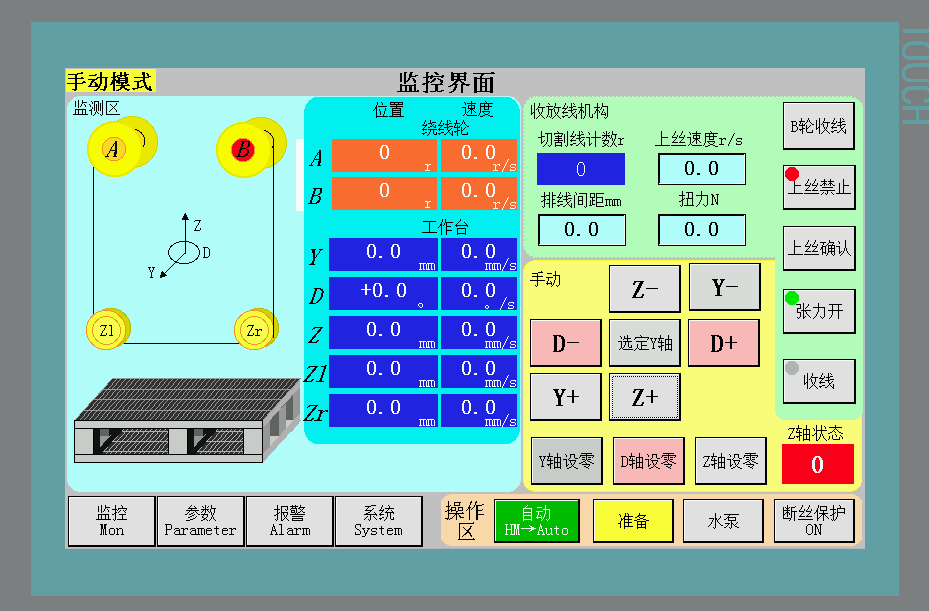 TOUCH
手动模式
监控界面
监测区
A
B
Z
D
Y
Zl
Zr
位置 速度
绕线轮
A 0 r 0.0 r/s
B 0 r 0.0 r/s
工作台
Y 0.0 mm 0.0 mm/s
D +0.0 ° 0.0 °/s
Z 0.0 mm 0.0 mm/s
Zl 0.0 mm 0.0 mm/s
Zr 0.0 mm 0.0 mm/s
收放线机构
切割线计数r 上丝速度r/s
0 0.0
排线间距mm 扭力N
0.0 0.0
B轮收线
上丝禁止
上丝确认
张力开
收线
手动
Z- Y-
D- 选定Y轴 D+
Y+ Z+
Y轴设零 D轴设零 Z轴设零
Z轴状态
0
监控
Mon
参数
Parameter
报警
Alarm
系统
System
操作
区
自动
HM→Auto
准备
水泵
断丝保护
ON